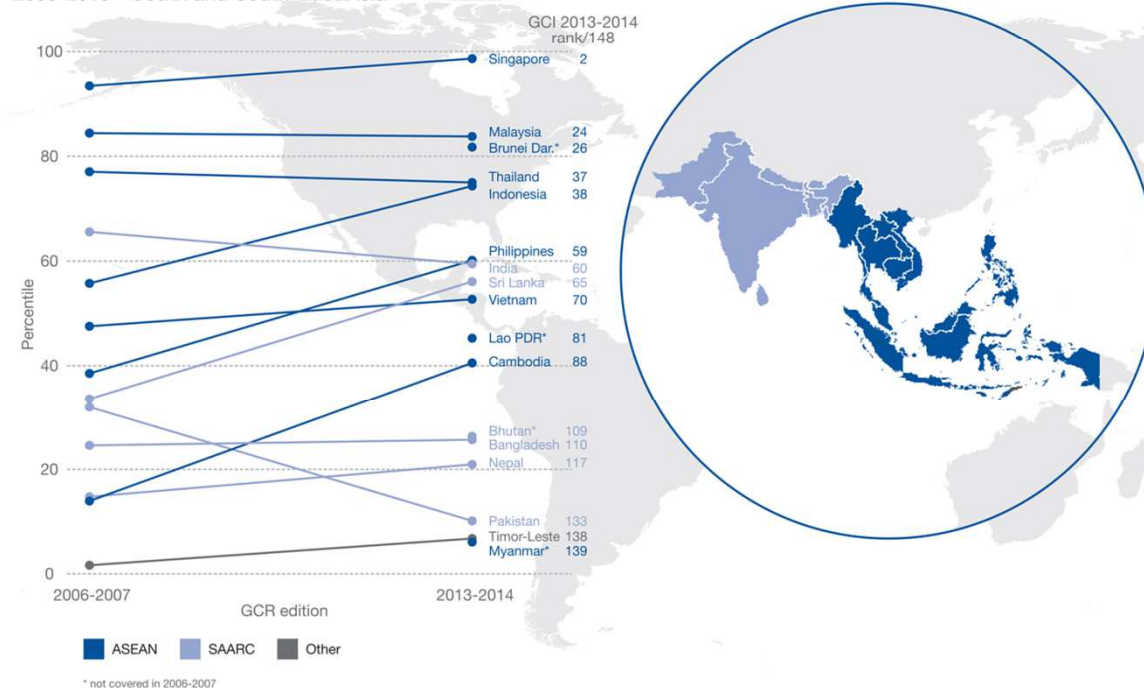 GCI 2013-2014
rank/148
100
80
60
40
20
0
Percentile
Singapore 2
Malaysia 24
Brunei Dar.* 26
Thailand 37
Indonesia 38
Philippines 59
India 60
Sri Lanka 65
Vietnam 70
Lao PDR* 81
Cambodia 88
Bhutan* 109
Bangladesh 110
Nepal 117
Pakistan 133
Timor-Leste 138
Myanmar* 139
2006-2007 2013-2014
GCR edition
ASEAN SAARC Other
* not covered in 2006-2007